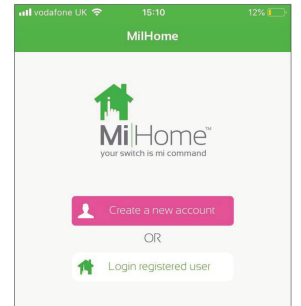 vodafone UK 15:10 12%
MilHome
Mi|Home™
your switch is mi command
Create a new account
OR
Login registered user